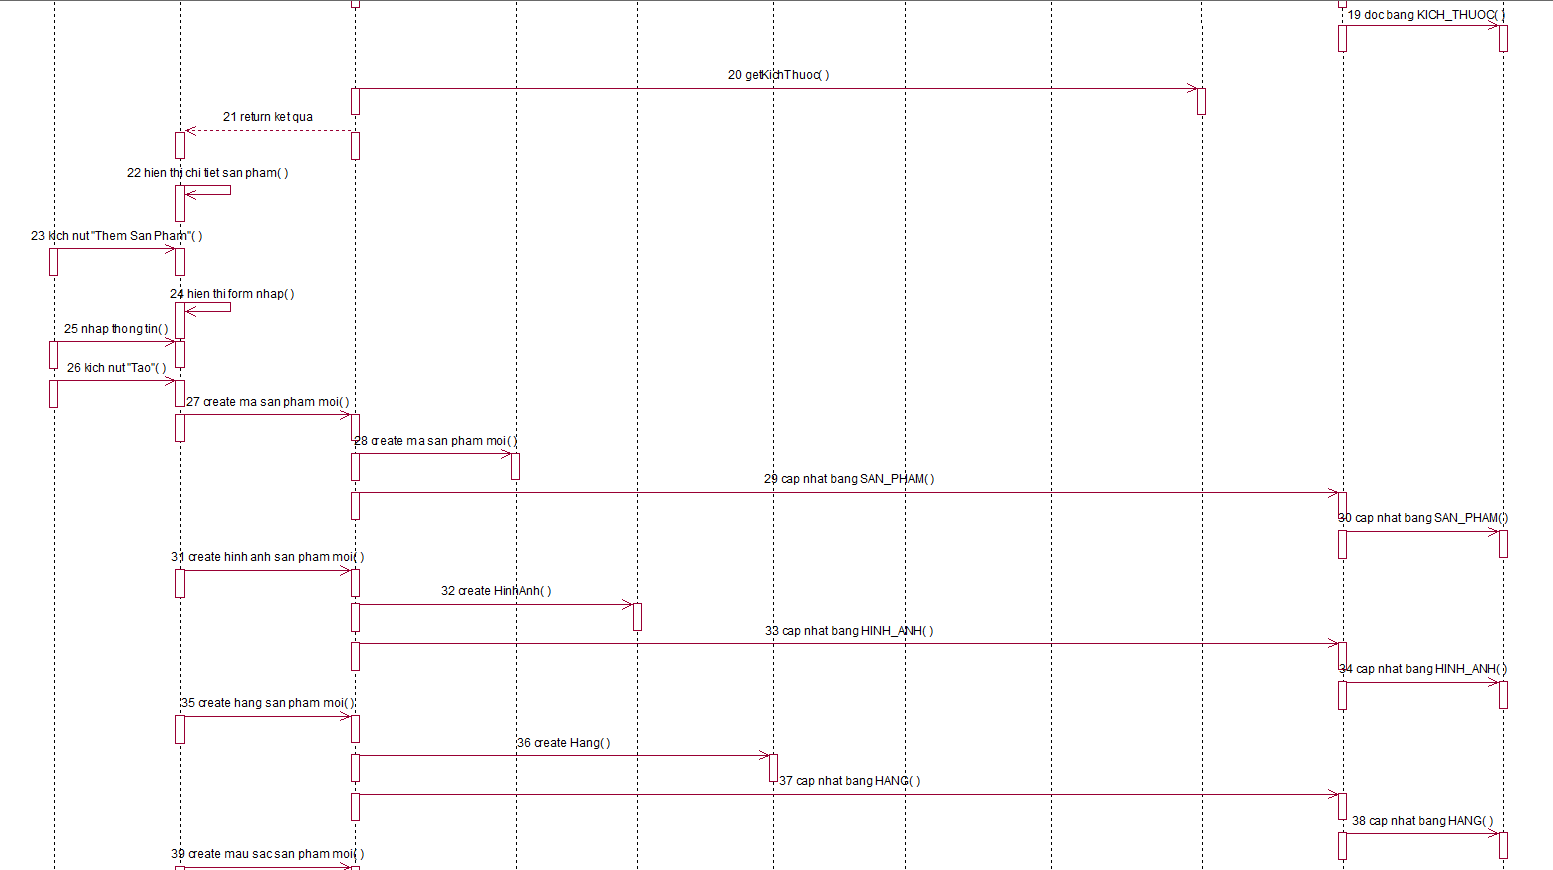 19 doc bang KICH_THUOC( )
20 getKichThuoc( )
21 return ket qua
22 hien thi chi tiet san pham( )
23 kich nut "Them San Pham"( )
24 hien thi form nhap( )
25 nhap thong tin( )
26 kich nut "Tao"( )
27 create ma san pham moi( )
28 create ma san pham moi( )
29 cap nhat bang SAN_PHAM( )
30 cap nhat bang SAN_PHAM( )
31 create hinh anh san pham moi( )
32 create HinhAnh( )
33 cap nhat bang HINH_ANH( )
34 cap nhat bang HINH_ANH( )
35 create hang san pham moi( )
36 create Hang( )
37 cap nhat bang HANG( )
38 cap nhat bang HANG( )
39 create mau sac san pham moi( )